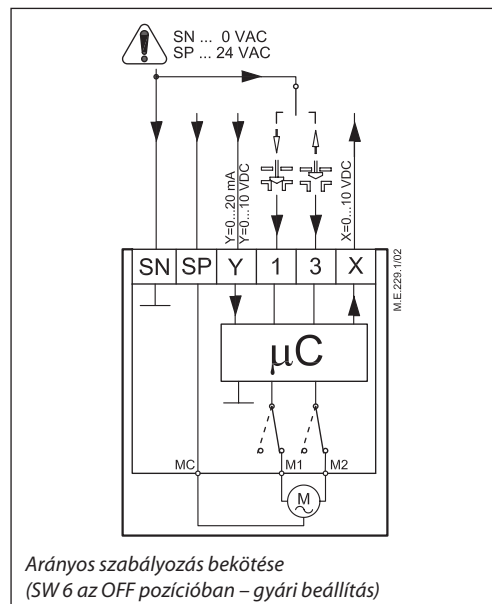 SN ... 0 VAC
SP ... 24 VAC
Y=0...20 mA
Y=0...10 VDC
X=0...10 VDC
SN SP Y 1 3 X
M.E.229.1/02
µC
MC M1 M2
M
Arányos szabályozás bekötése
(SW 6 az OFF pozícióban – gyári beállítás)